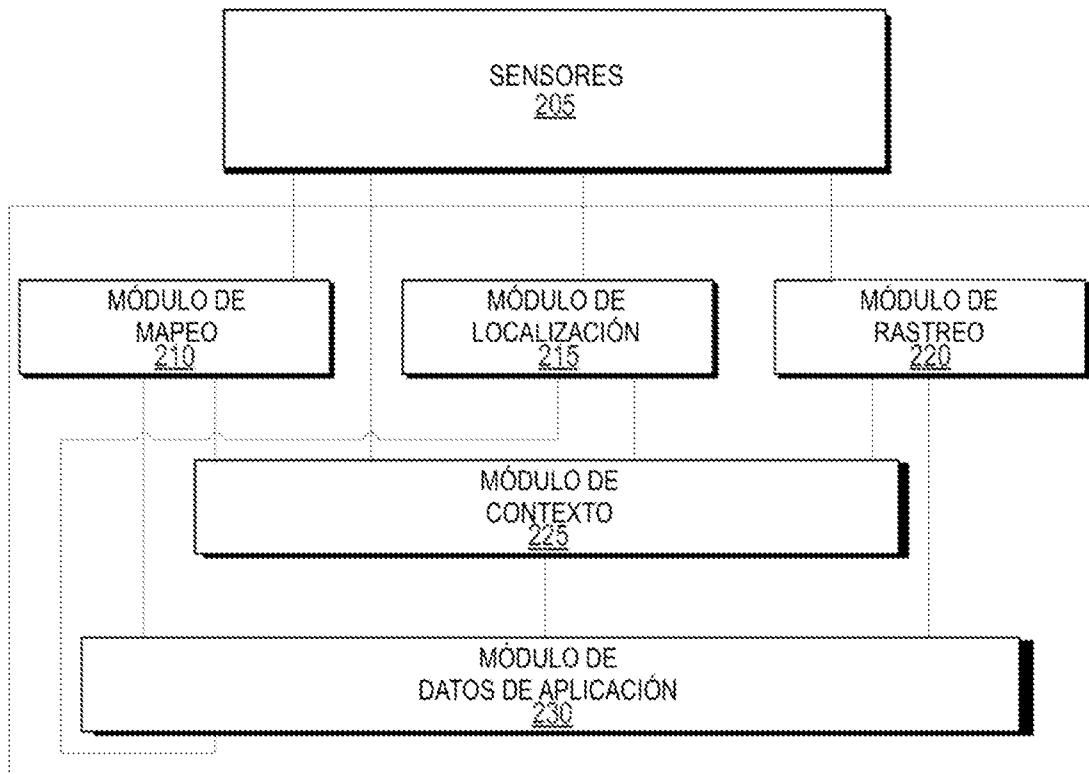 SENSORES
205
MÓDULO DE
MAPEO
210
MÓDULO DE
LOCALIZACIÓN
215
MÓDULO DE
RASTREO
220
MÓDULO DE
CONTEXTO
225
MÓDULO DE
DATOS DE APLICACIÓN
230